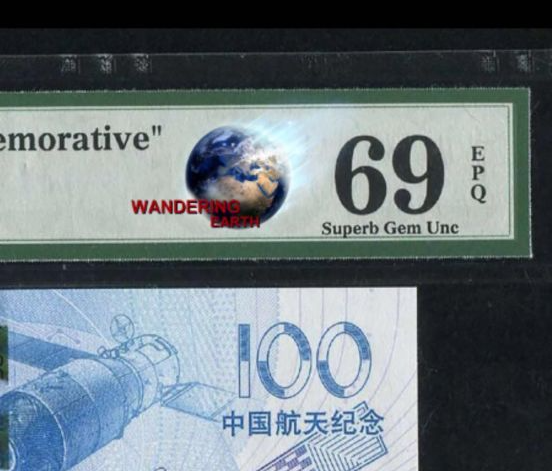 emorative"
WANDERING
EARTH
69
EPQ
Superb Gem Unc
100
中国航天纪念